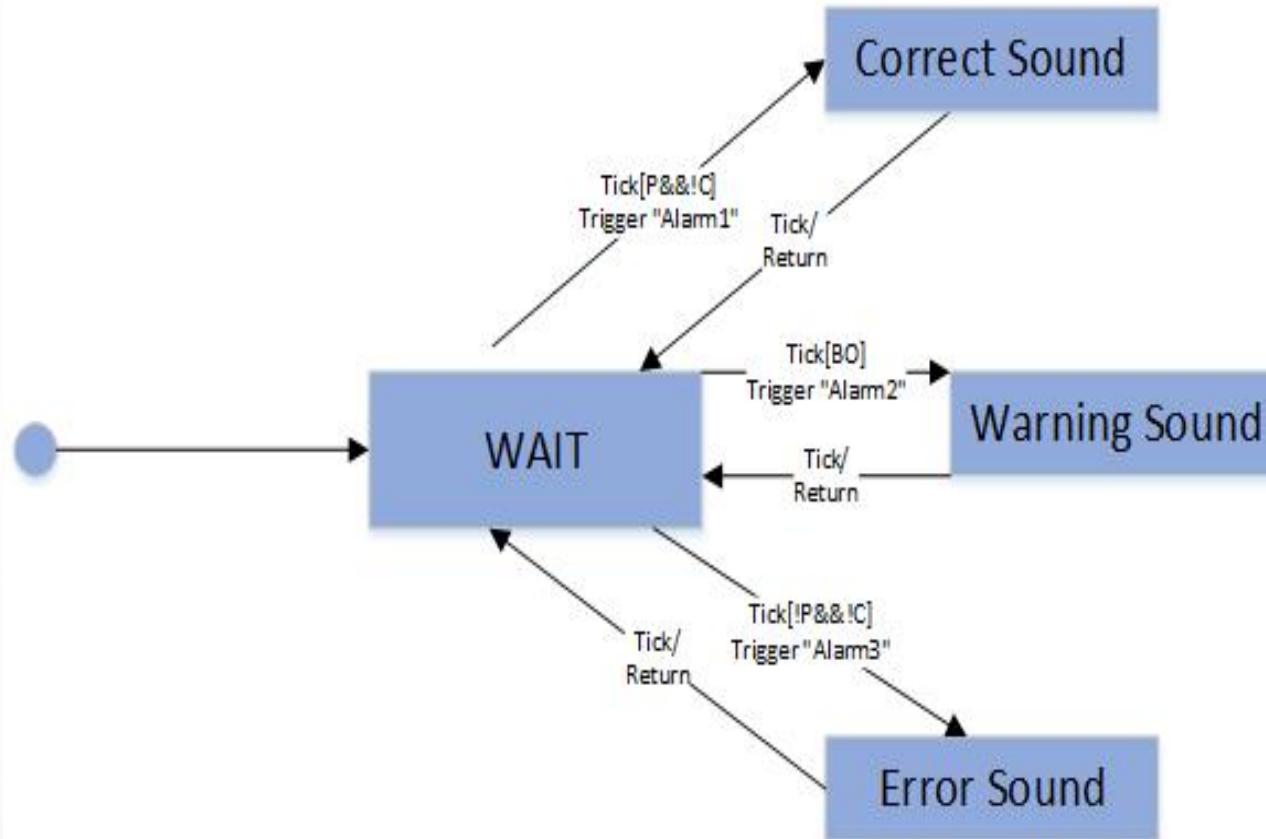 Correct Sound
Tick[P&&!C]
Trigger "Alarm1"
Tick/
Return
Tick[BO]
Trigger "Alarm2"
Warning Sound
WAIT
Tick/
Return
Tick[!P&&!C]
Trigger "Alarm3"
Tick/
Return
Error Sound